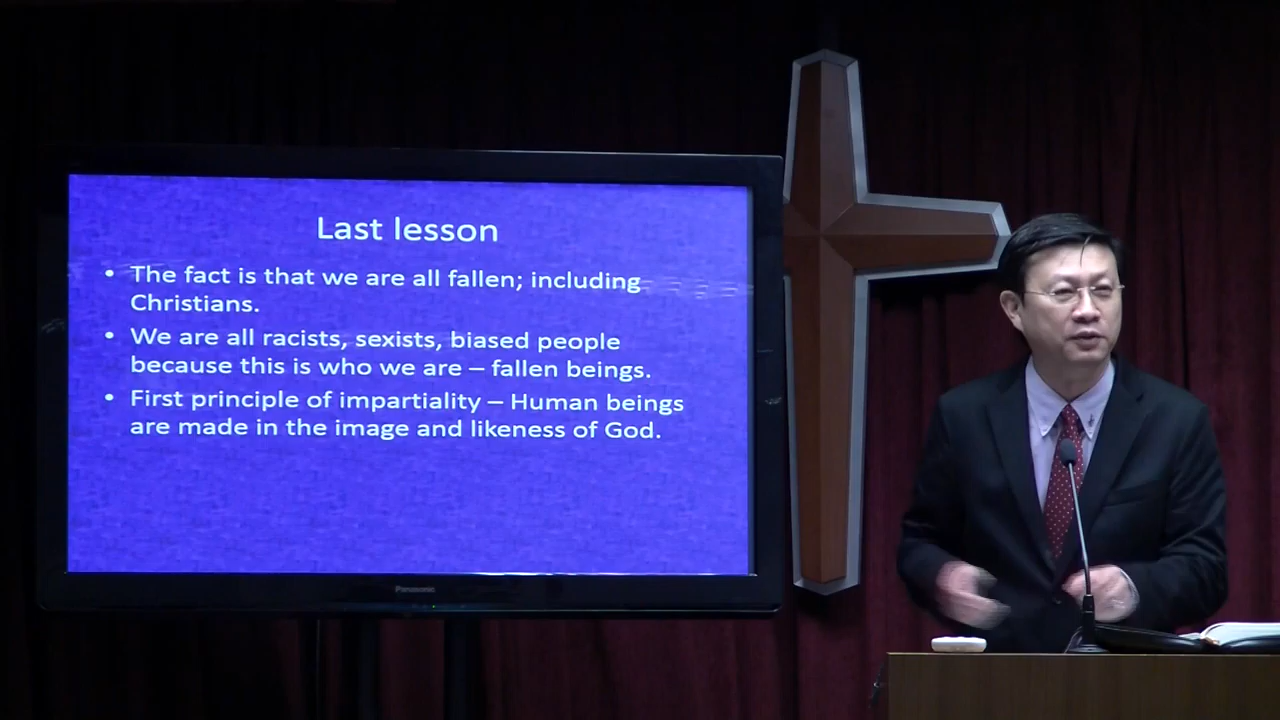 Last lesson
• The fact is that we are all fallen; including
Christians.
• We are all racists, sexists, biased people
because this is who we are – fallen beings.
• First principle of impartiality – Human beings
are made in the image and likeness of God.
Panasonic